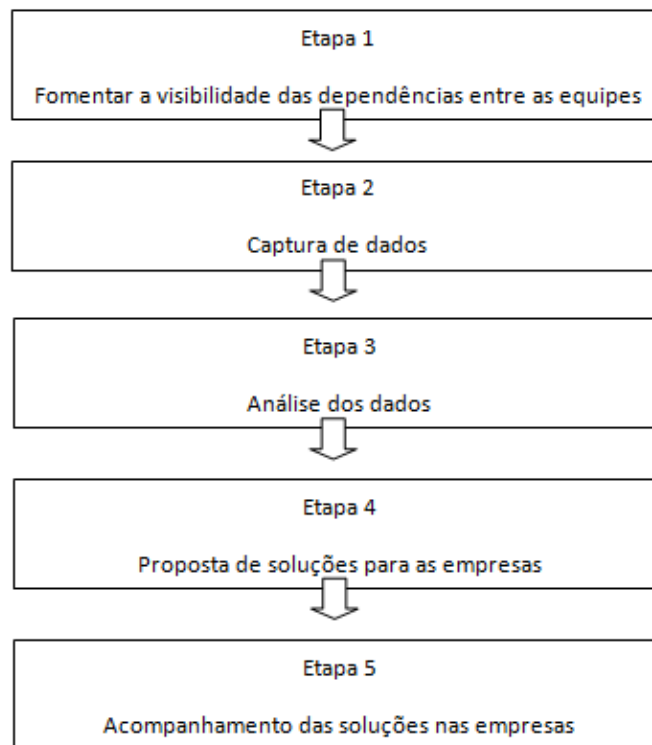 Etapa 1
Fomentar a visibilidade das dependências entre as equipes
Etapa 2
Captura de dados
Etapa 3
Análise dos dados
Etapa 4
Proposta de soluções para as empresas
Etapa 5
Acompanhamento das soluções nas empresas